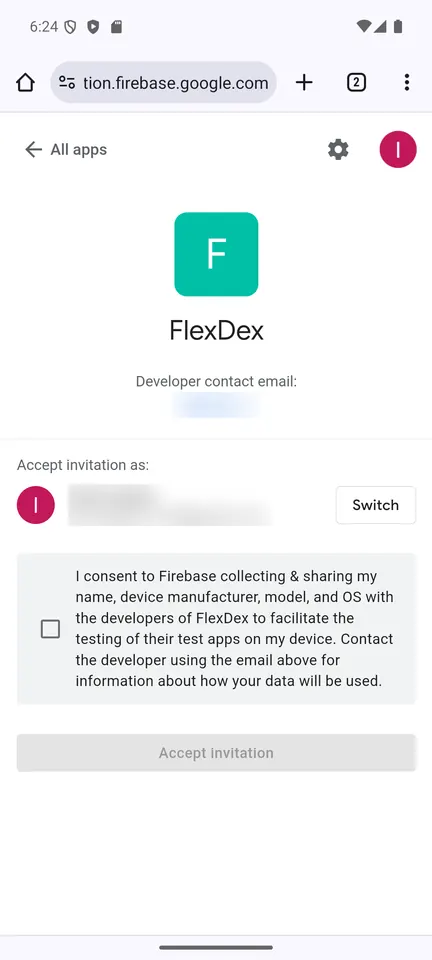 6:24
tion.firebase.google.com
2
All apps
I
F
FlexDex
Developer contact email:
Accept invitation as:
I
Switch
I consent to Firebase collecting & sharing my
name, device manufacturer, model, and OS with
the developers of FlexDex to facilitate the
testing of their test apps on my device. Contact
the developer using the email above for
information about how your data will be used.
Accept invitation